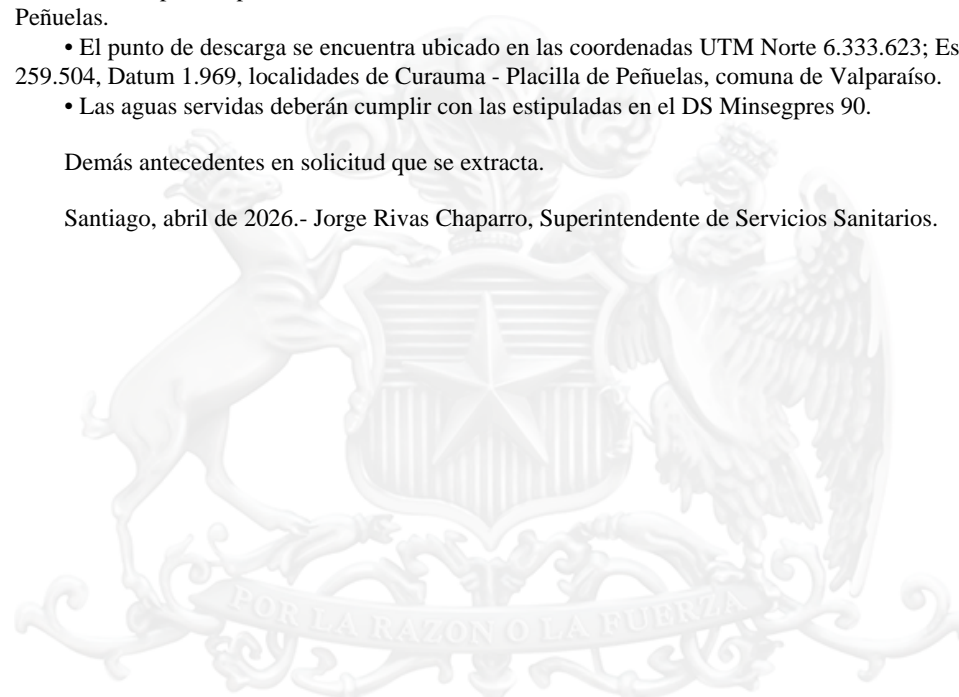 Peñuelas.
• El punto de descarga se encuentra ubicado en las coordenadas UTM Norte 6.333.623; Es
259.504, Datum 1.969, localidades de Curauma - Placilla de Peñuelas, comuna de Valparaíso.
• Las aguas servidas deberán cumplir con las estipuladas en el DS Minsegpres 90.
Demás antecedentes en solicitud que se extracta.
Santiago, abril de 2026.- Jorge Rivas Chaparro, Superintendente de Servicios Sanitarios.
POR LA RAZON O LA FUERZA